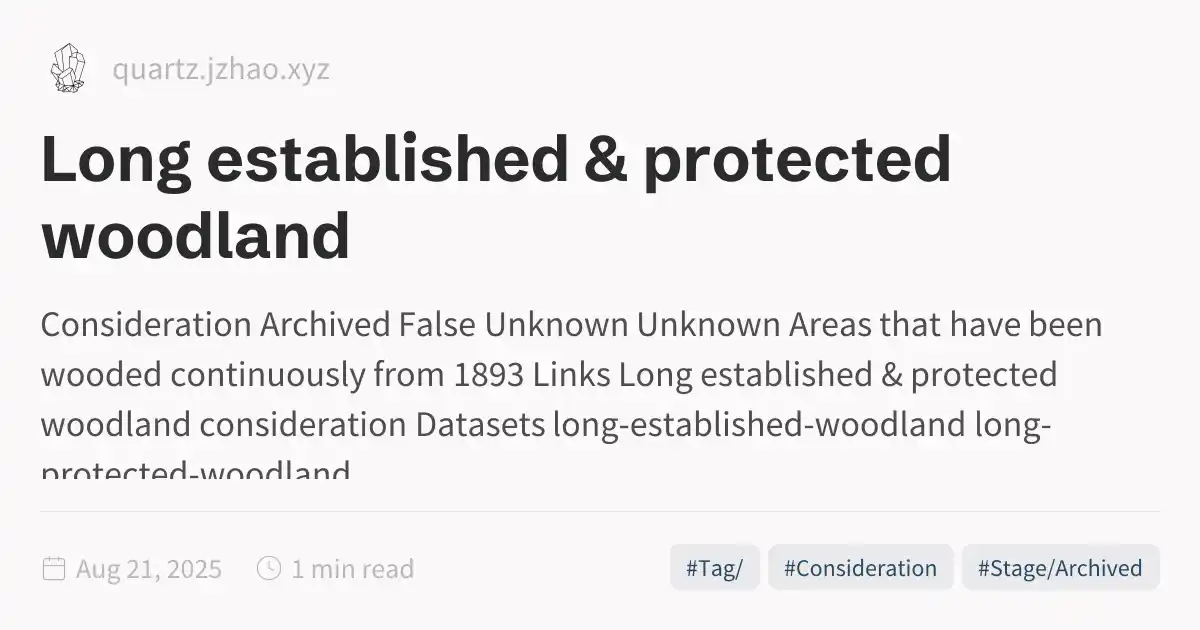 quartz.jzhao.xyz
Long established & protected
woodland
Consideration Archived False Unknown Unknown Areas that have been
wooded continuously from 1893 Links Long established & protected
woodland consideration Datasets long-established-woodland long-
protected-woodland
Aug 21, 2025 1 min read #Tag/ #Consideration #Stage/Archived